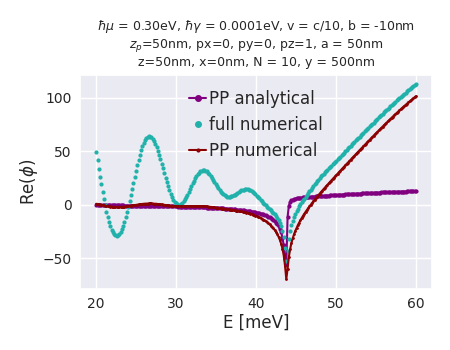 ℏμ = 0.30eV, ℏγ = 0.0001eV, v = c/10, b = -10nm
z_p=50nm, px=0, py=0, pz=1, a = 50nm
z=50nm, x=0nm, N = 10, y = 500nm
100
50
0
−50
Re(ϕ)
PP analytical
full numerical
PP numerical
20
30
40
50
60
E [meV]